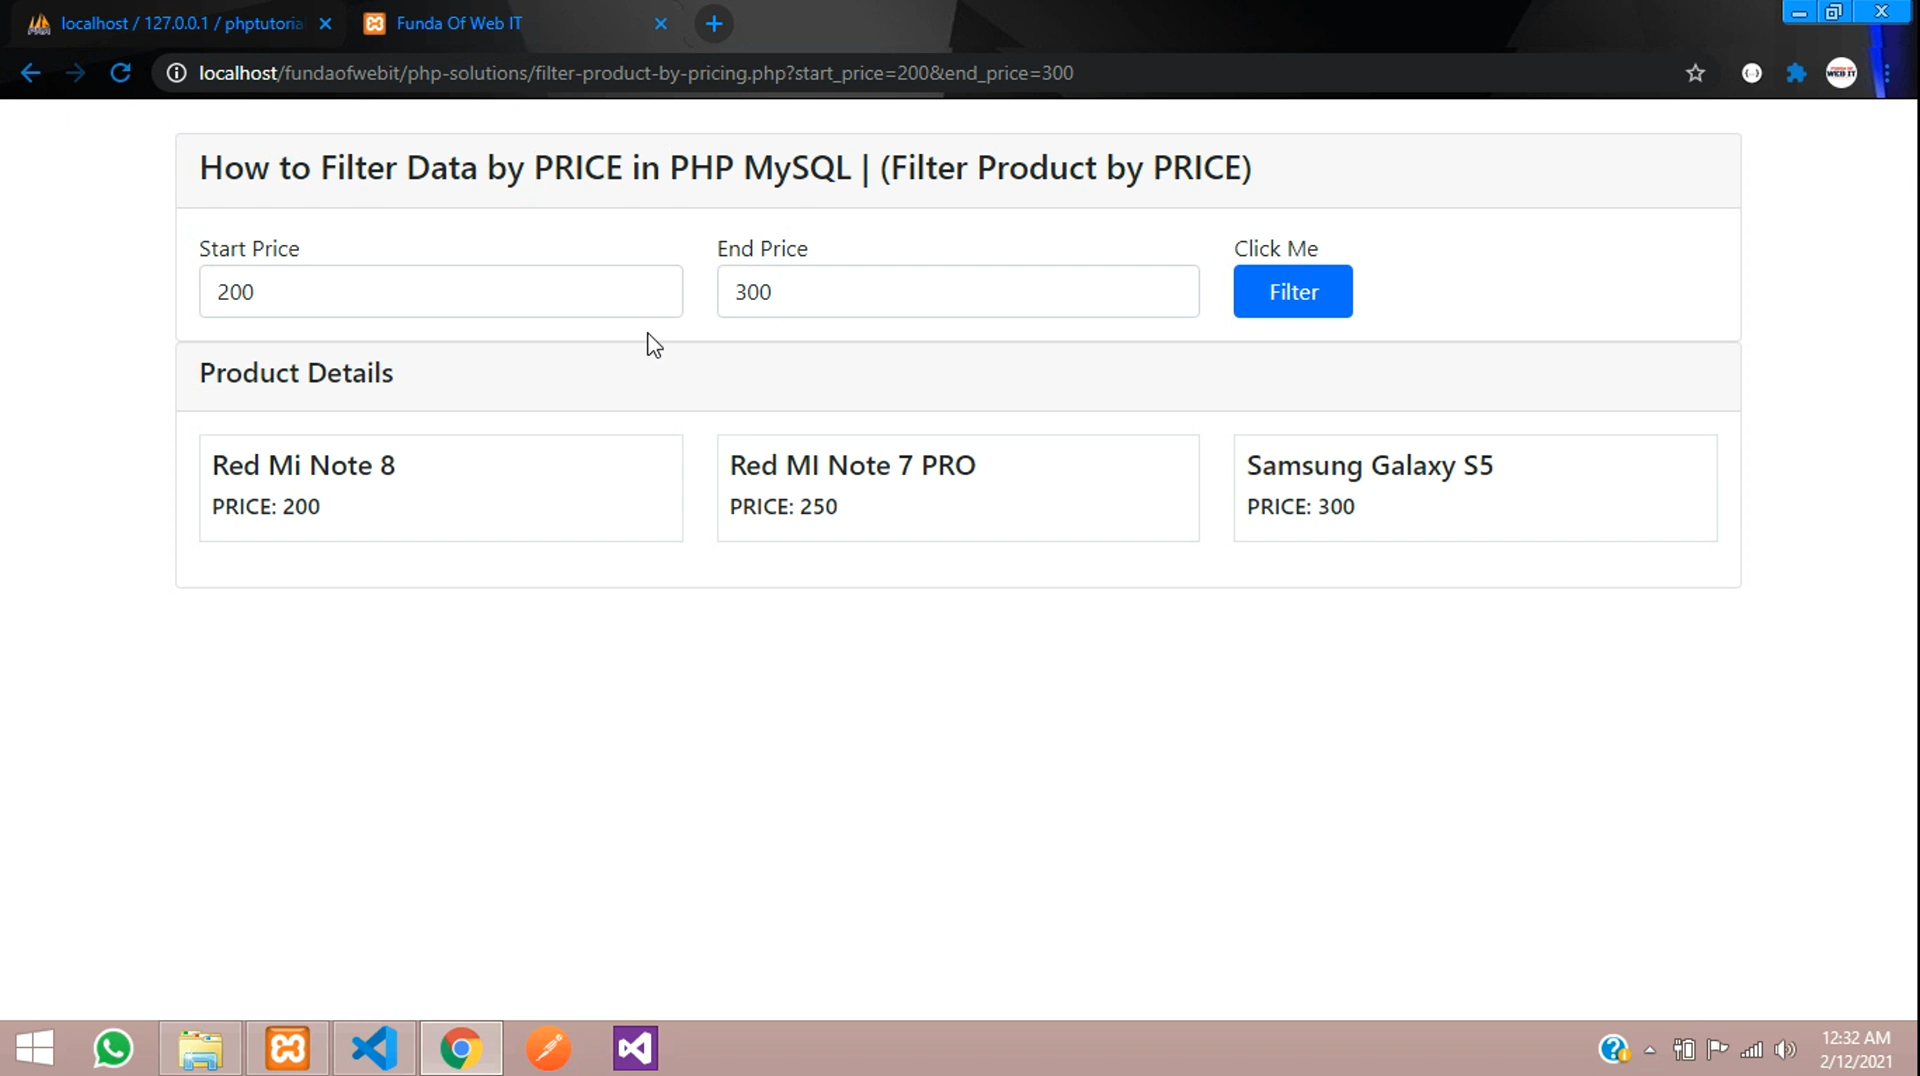 localhost / 127.0.0.1 / phptutoria
Funda Of Web IT
localhost/fundaofwebit/php-solutions/filter-product-by-pricing.php?start_price=200&end_price=300
WEB IT
How to Filter Data by PRICE in PHP MySQL | (Filter Product by PRICE)
Start Price
End Price
Click Me
200
300
Filter
Product Details
Red Mi Note 8
Red MI Note 7 PRO
Samsung Galaxy S5
PRICE: 200
PRICE: 250
PRICE: 300
12:32 AM
2/12/2021